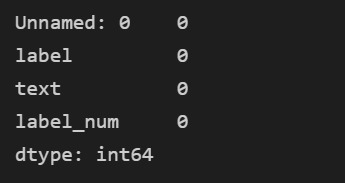 Unnamed: 0    0
label         0
text          0
label_num     0
dtype: int64